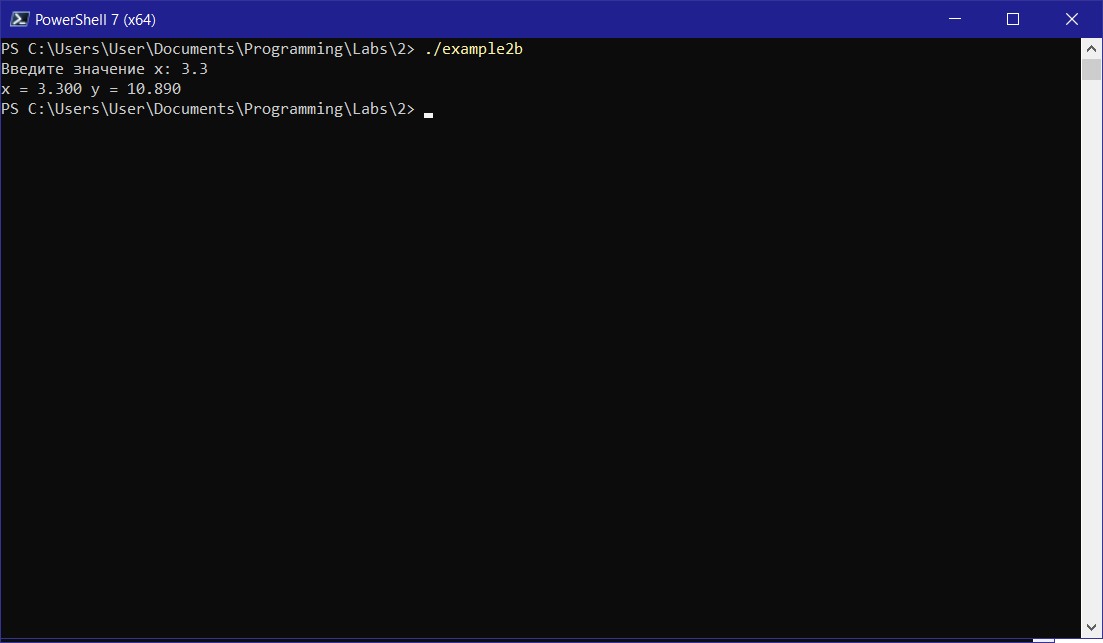 PowerShell 7 (x64)
PS C:\Users\User\Documents\Programming\Labs\2> ./example2b
Введите значение x: 3.3
x = 3.300 y = 10.890
PS C:\Users\User\Documents\Programming\Labs\2>